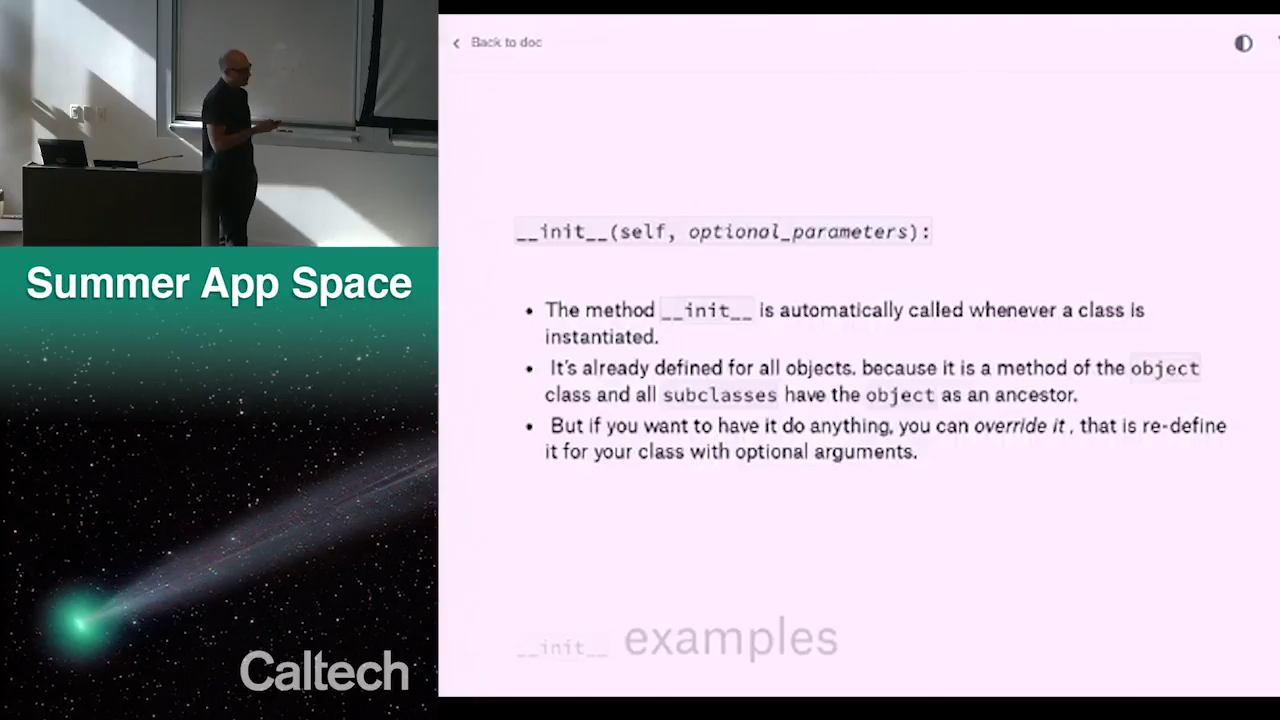 Summer App Space
Caltech
Back to doc
__init__(self, optional_parameters):
• The method __init__ is automatically called whenever a class is
instantiated.
• It's already defined for all objects. because it is a method of the object
class and all subclasses have the object as an ancestor.
• But if you want to have it do anything, you can override it , that is re-define
it for your class with optional arguments.
__init__ examples